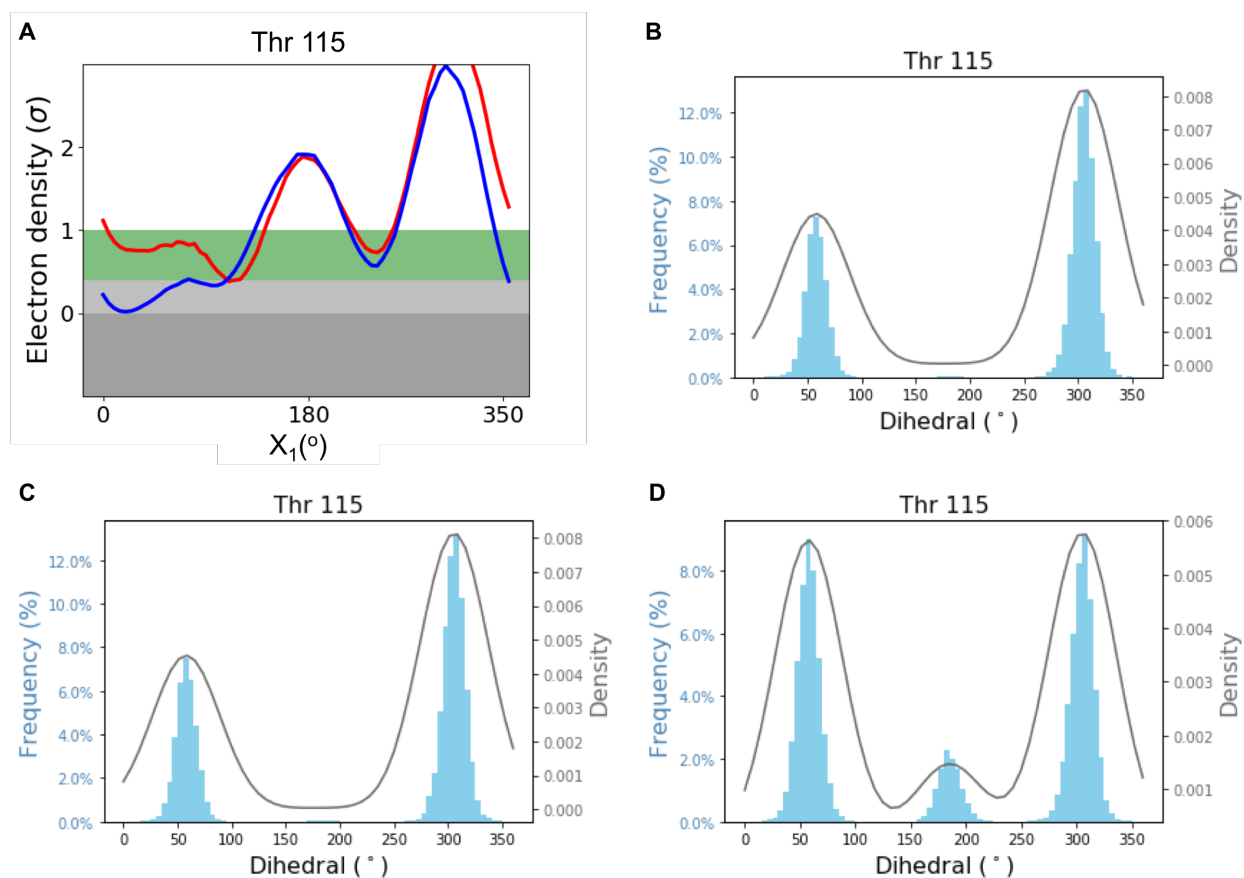 A
Thr 115
Electron density (σ)
2
1
0
0 180 350
X₁(°)
B
Thr 115
Frequency (%)
12.0%
10.0%
8.0%
6.0%
4.0%
2.0%
0.0%
0.008
0.007
0.006
0.005
0.004
0.003
0.002
0.001
0.000
Density
0 50 100 150 200 250 300 350
Dihedral (°)
C
Thr 115
Frequency (%)
12.0%
10.0%
8.0%
6.0%
4.0%
2.0%
0.0%
0.008
0.007
0.006
0.005
0.004
0.003
0.002
0.001
0.000
Density
0 50 100 150 200 250 300 350
Dihedral (°)
D
Thr 115
Frequency (%)
8.0%
6.0%
4.0%
2.0%
0.0%
0.006
0.005
0.004
0.003
0.002
0.001
Density
0 50 100 150 200 250 300 350
Dihedral (°)